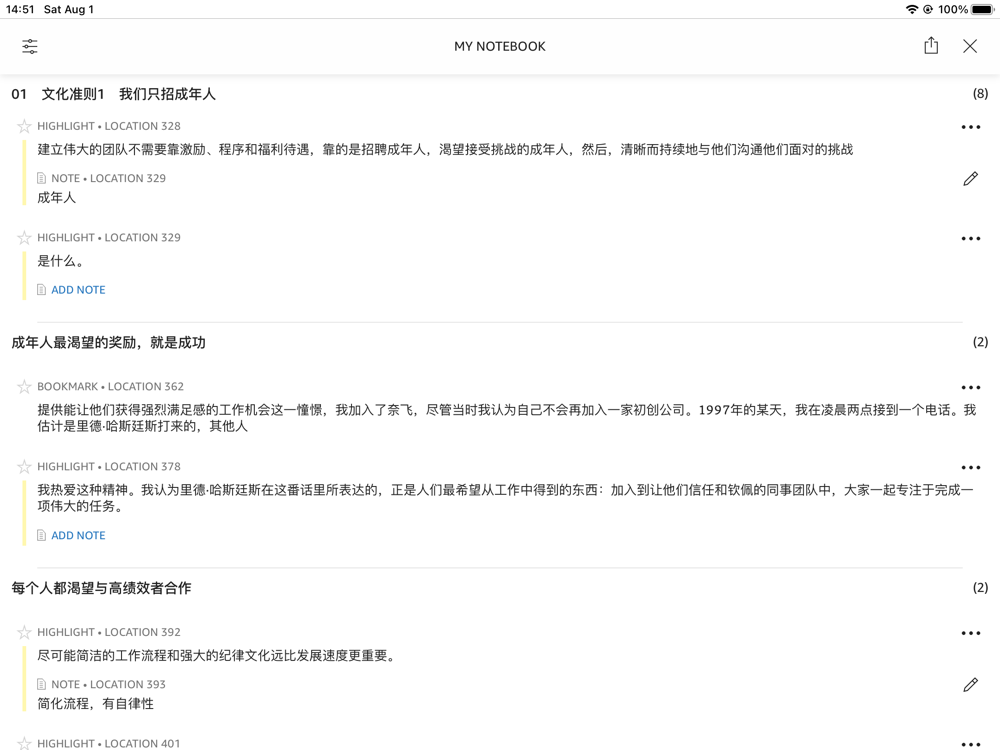 14:51 Sat Aug 1 100%
MY NOTEBOOK
01 文化准则1 我们只招成年人 (8)
HIGHLIGHT • LOCATION 328
建立伟大的团队不需要靠激励、程序和福利待遇，靠的是招聘成年人，渴望接受挑战的成年人，然后，清晰而持续地与他们沟通他们面对的挑战
NOTE • LOCATION 329
成年人
HIGHLIGHT • LOCATION 329
是什么。
ADD NOTE
成年人最渴望的奖励，就是成功 (2)
BOOKMARK • LOCATION 362
提供能让他们获得强烈满足感的工作机会这一憧憬，我加入了奈飞，尽管当时我认为自己不会再加入一家初创公司。1997年的某天，我在凌晨两点接到一个电话。我
估计是里德·哈斯廷斯打来的，其他人
HIGHLIGHT • LOCATION 378
我热爱这种精神。我认为里德·哈斯廷斯在这番话里所表达的，正是人们最希望从工作中得到的东西：加入到让他们信任和钦佩的同事团队中，大家一起专注于完成一
项伟大的任务。
ADD NOTE
每个人都渴望与高绩效者合作 (2)
HIGHLIGHT • LOCATION 392
尽可能简洁的工作流程和强大的纪律文化远比发展速度更重要。
NOTE • LOCATION 393
简化流程，有自律性
HIGHLIGHT • LOCATION 401